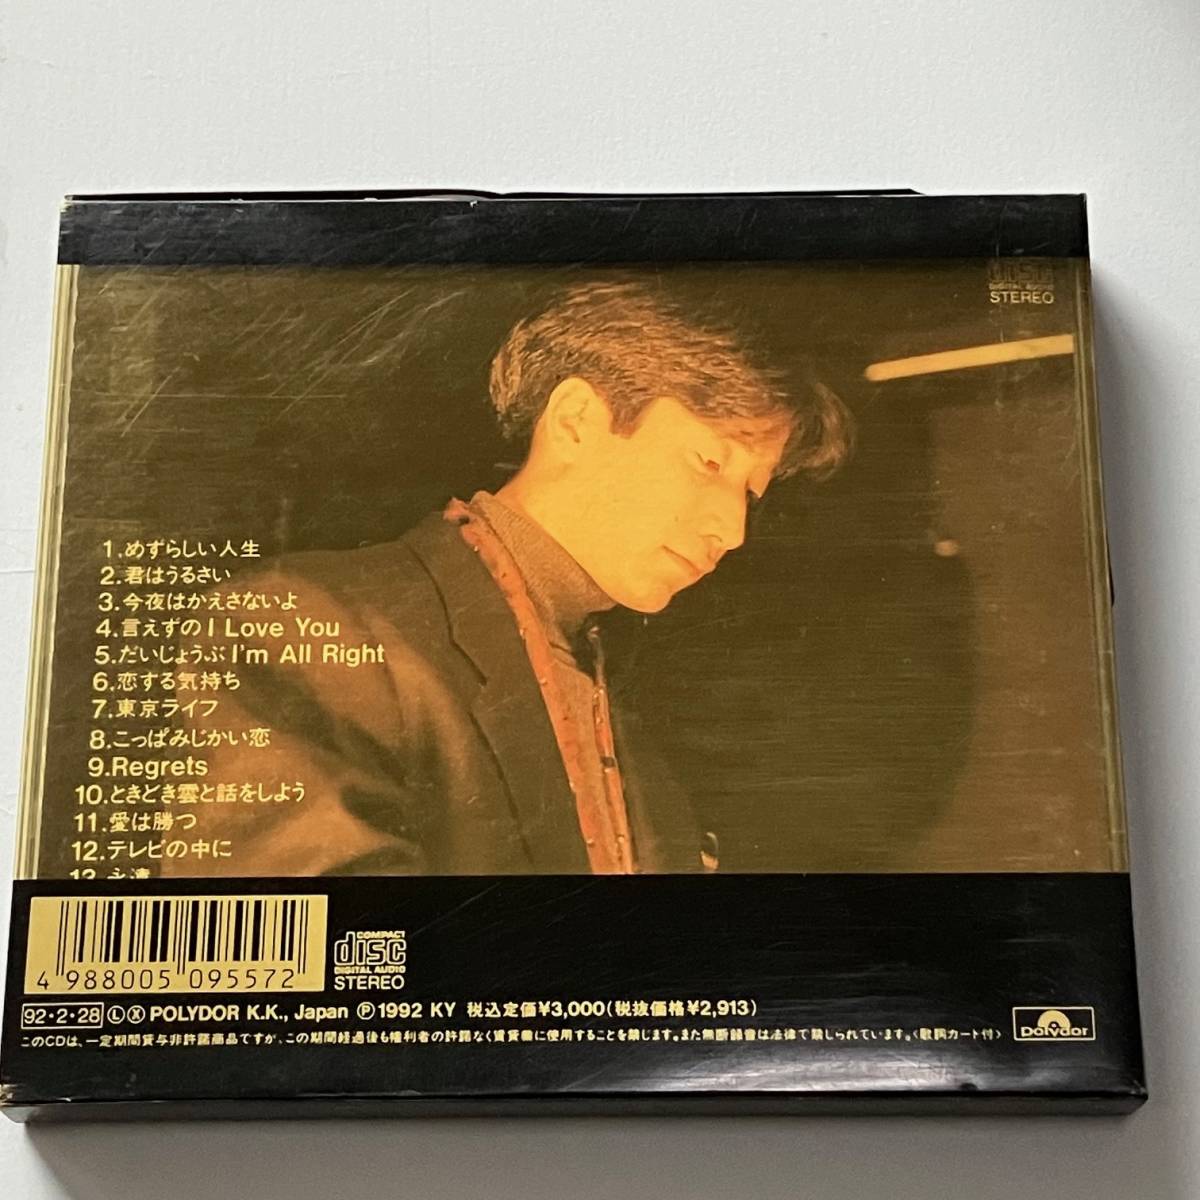 disc
DIGITAL AUDIO
STEREO
1.めずらしい人生
2.君はうるさい
3.今夜はかえさないよ
4.言えずのI Love You
5.だいじょうぶI'm All Right
6.恋する気持ち
7.東京ライフ
8.こっぱみじかい恋
9.Regrets
10.ときどき雲と話をしよう
11.愛は勝つ
12.テレビの中に
13.永遠
4 988005 095572
COMPACT
disc
DIGITAL AUDIO
STEREO
92・2・28 Ⓛ Ⓧ POLYDOR K.K., Japan Ⓟ1992 KY 税込定価¥3,000(税抜価格¥2,913)
このCDは、一定期間貸与非許諾商品ですが、この期間経過後も権利者の許諾なく賃貸業に使用することを禁じます。また無断録音は法律で禁じられています。〈歌詞カード付〉
Polydor